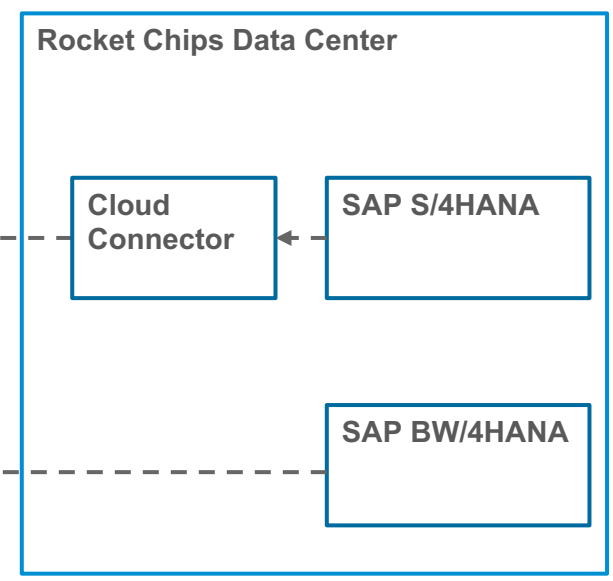 Rocket Chips Data Center
Cloud
Connector
SAP S/4HANA
SAP BW/4HANA